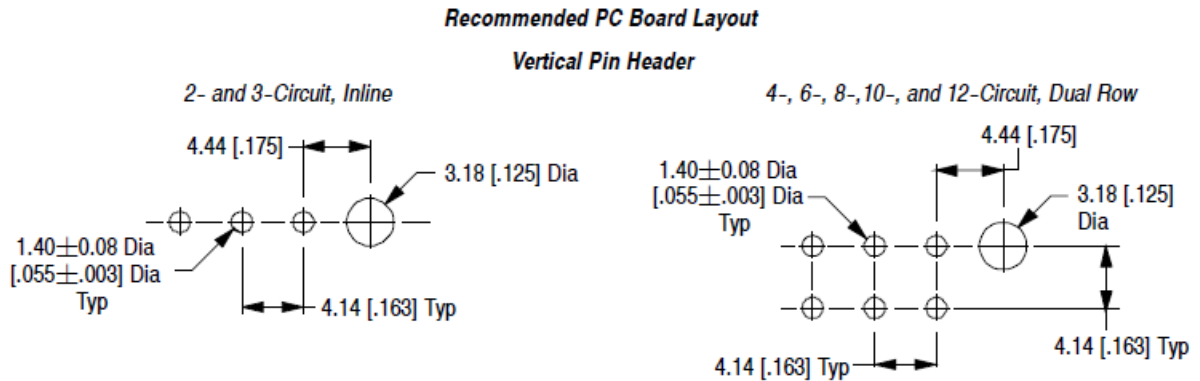 Recommended PC Board Layout
Vertical Pin Header
2- and 3-Circuit, Inline
4.44 [.175]
3.18 [.125] Dia
1.40±0.08 Dia
[.055±.003] Dia
Typ
4.14 [.163] Typ
4-, 6-, 8-,10-, and 12-Circuit, Dual Row
4.44 [.175]
1.40±0.08 Dia
[.055±.003] Dia
Typ
3.18 [.125]
Dia
4.14 [.163] Typ
4.14 [.163] Typ